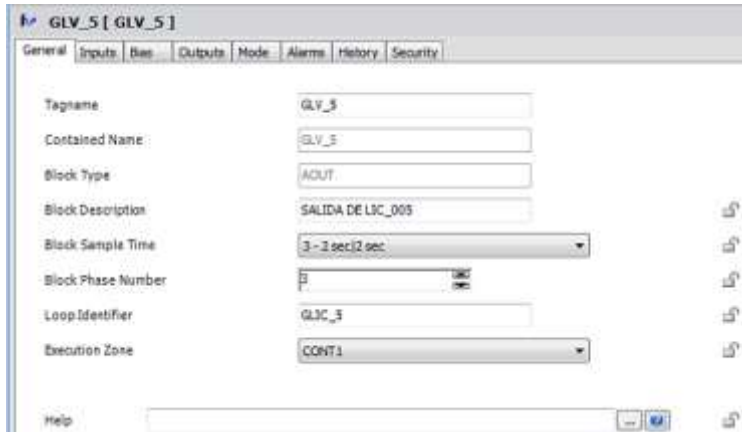 GLV_5 [ GLV_5 ]
General Inputs Bias Outputs Mode Alarms History Security
Tagname GLV_5
Contained Name GLV_5
Block Type AOUT
Block Description SALIDA DE LIC_005
Block Sample Time 3 - 2 sec|2 sec
Block Phase Number 3
Loop Identifier GLIC_5
Execution Zone CONT1
Help ...